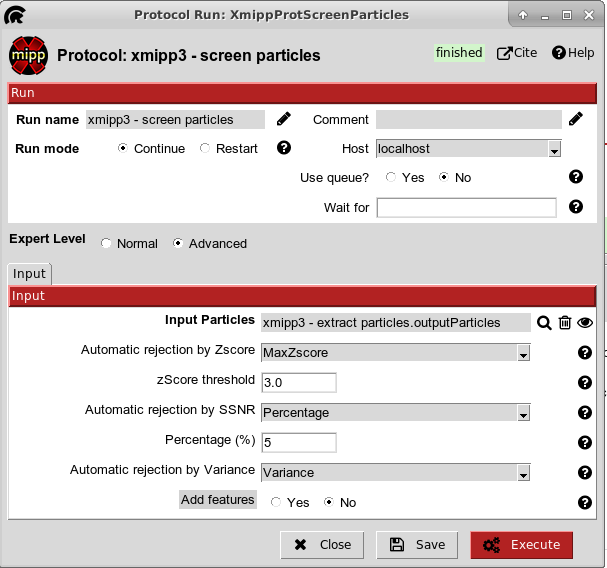 Protocol Run: XmippProtScreenParticles
mipp Protocol: xmipp3 - screen particles finished Cite Help
Run
Run name xmipp3 - screen particles Comment
Run mode Continue Restart Host localhost
Use queue? Yes No
Wait for
Expert Level Normal Advanced
Input
Input
Input Particles xmipp3 - extract particles.outputParticles
Automatic rejection by Zscore MaxZscore
zScore threshold 3.0
Automatic rejection by SSNR Percentage
Percentage (%) 5
Automatic rejection by Variance Variance
Add features Yes No
Close Save Execute